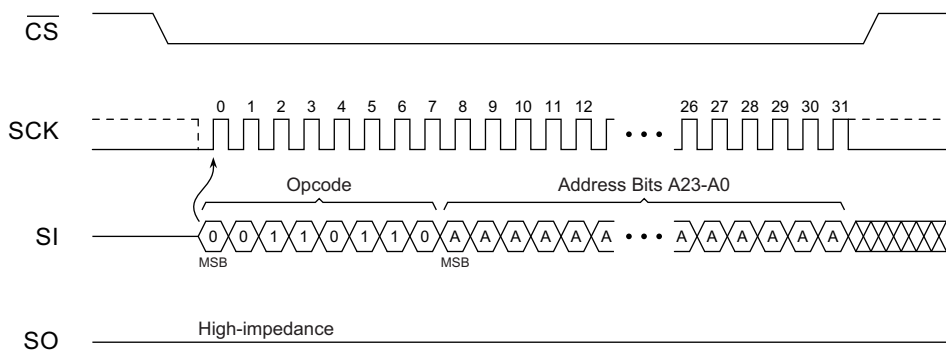 CS
0 1 2 3 4 5 6 7 8 9 10 11 12 26 27 28 29 30 31
SCK
Opcode Address Bits A23-A0
SI 0 0 1 1 0 1 1 0 A A A A A A A A A A A A
MSB MSB
High-impedance
SO